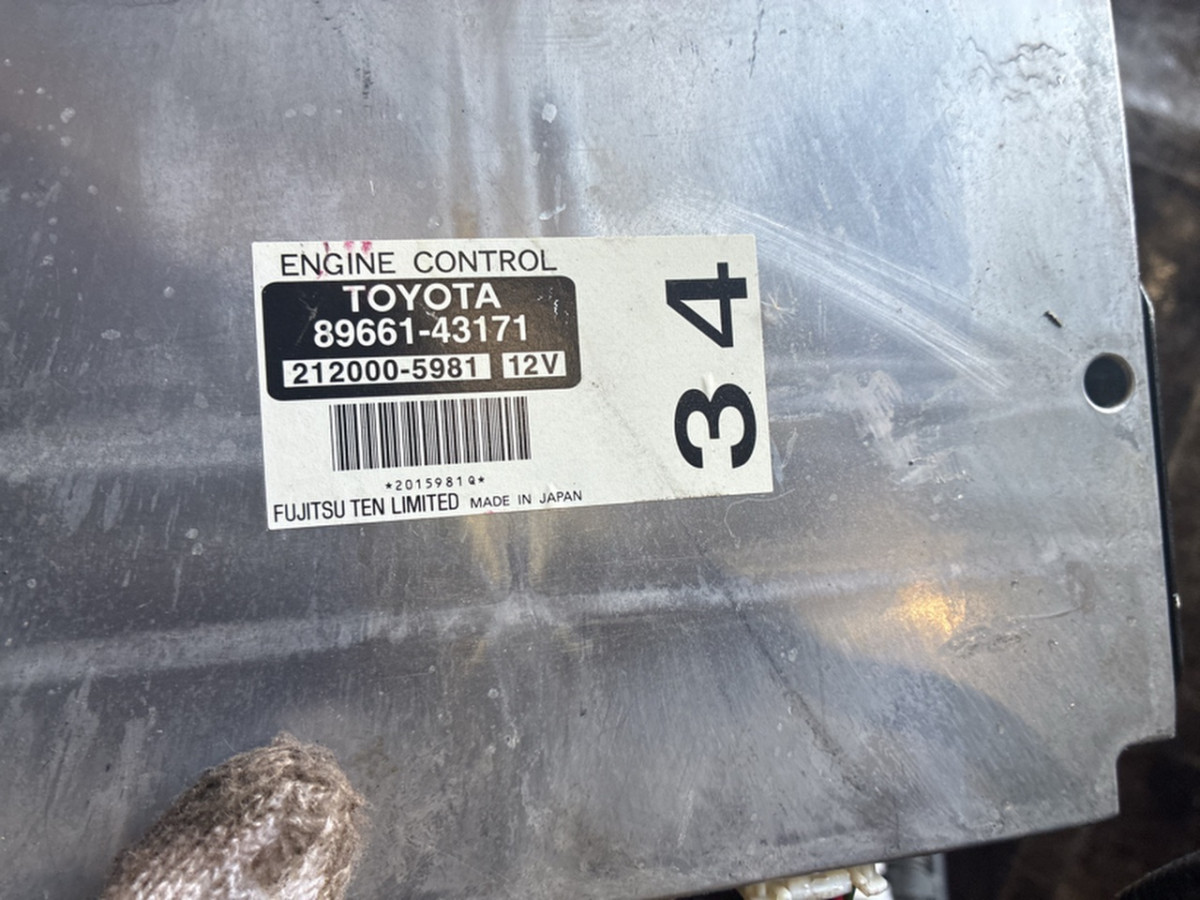 ENGINE CONTROL
TOYOTA
89661-43171
212000-5981 12V
*2015981Q*
FUJITSU TEN LIMITED MADE IN JAPAN
34